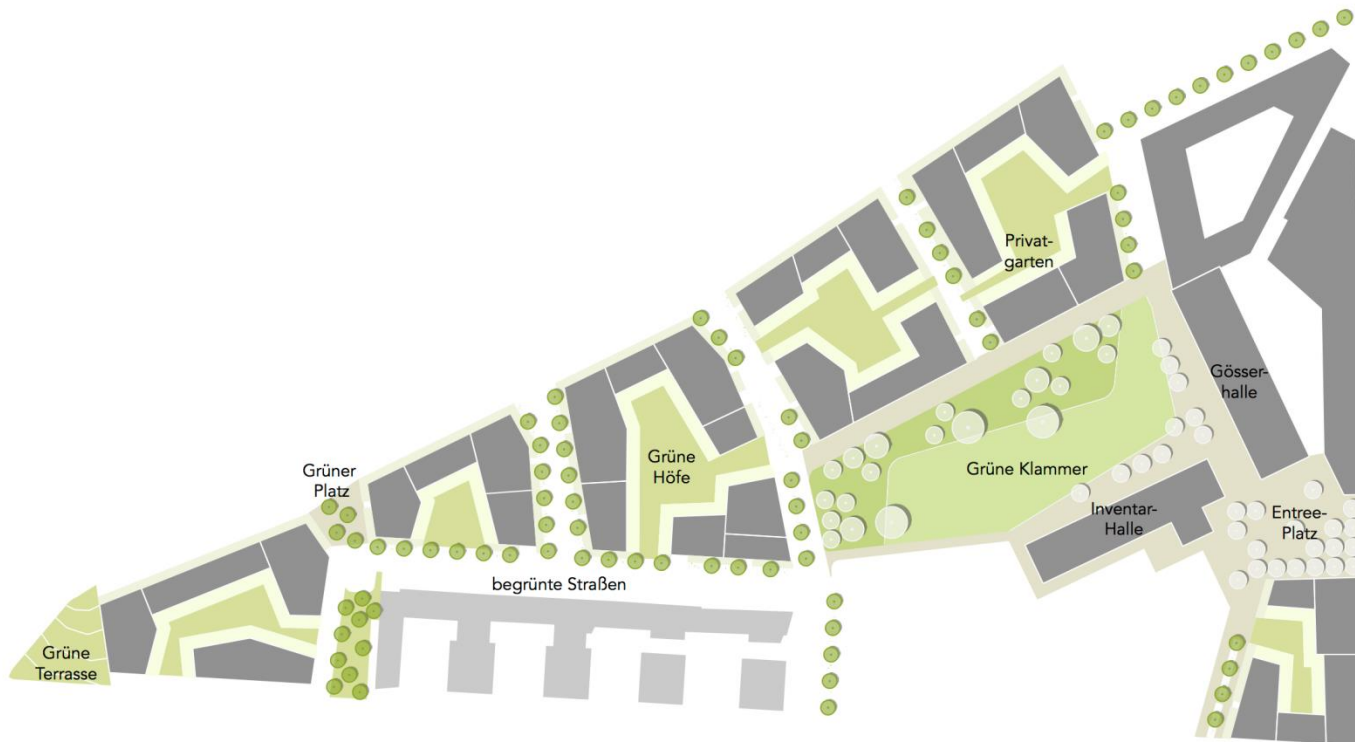 Privat-
garten
Gösser-
halle
Grüner
Platz
Grüne
Höfe
Grüne Klammer
Inventar-
Halle
Entree-
Platz
begrünte Straßen
Grüne
Terrasse